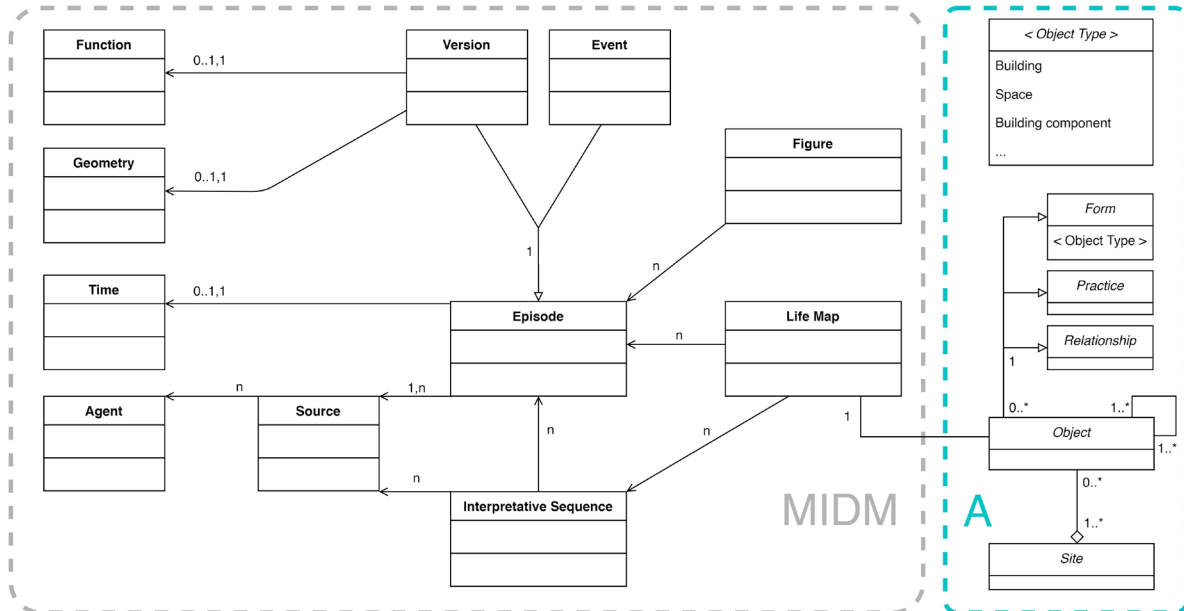 Function
Version
Event
< Object Type >
Building
Space
Building component
...
0..1,1
Geometry
0..1,1
Figure
Form
< Object Type >
1
n
Time
0..1,1
Episode
Life Map
Practice
n
Relationship
1
Agent
n
Source
1,n
n
n
1
0..*
1..*
Object
1..*
n
Interpretative Sequence
MIDM
A
0..*
1..*
Site